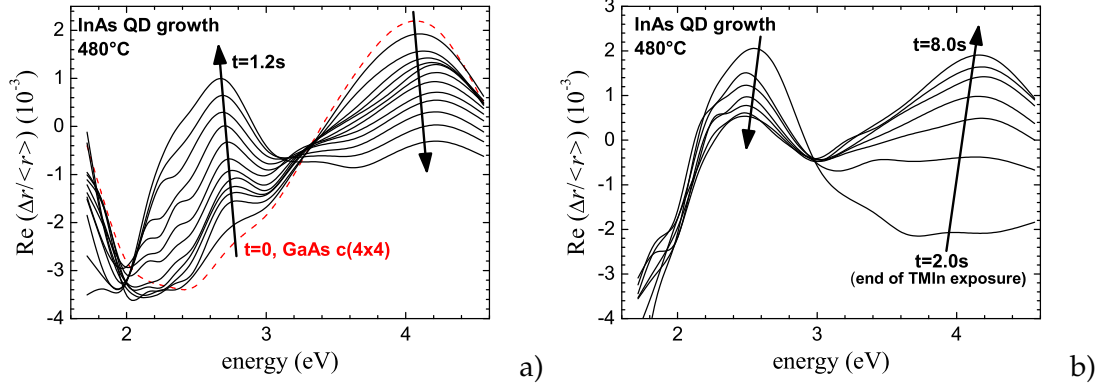 InAs QD growth
480°C
t=1.2s
t=0, GaAs c(4x4)
Re (Δr/<r>) (10⁻³)
2
1
0
-1
-2
-3
-4
2 3 4
energy (eV)
a)
InAs QD growth
480°C
t=8.0s
t=2.0s
(end of TMIn exposure)
Re (Δr/<r>) (10⁻³)
3
2
1
0
-1
-2
-3
-4
2 3 4
energy (eV)
b)